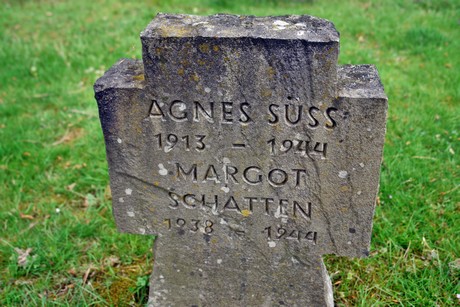 AGNES SÜSS
1913 - 1944
MARGOT
SCHATTEN
1938 - 1944